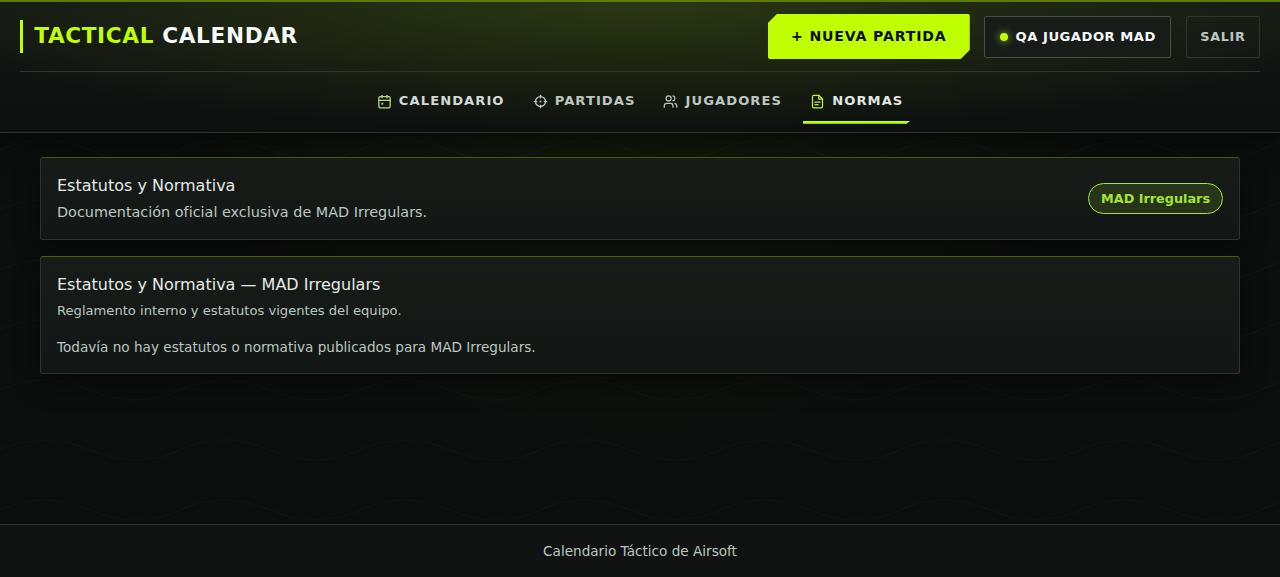 TACTICAL CALENDAR
+ NUEVA PARTIDA
QA JUGADOR MAD
SALIR
CALENDARIO
PARTIDAS
JUGADORES
NORMAS
Estatutos y Normativa
Documentación oficial exclusiva de MAD Irregulars.
MAD Irregulars
Estatutos y Normativa — MAD Irregulars
Reglamento interno y estatutos vigentes del equipo.
Todavía no hay estatutos o normativa publicados para MAD Irregulars.
Calendario Táctico de Airsoft